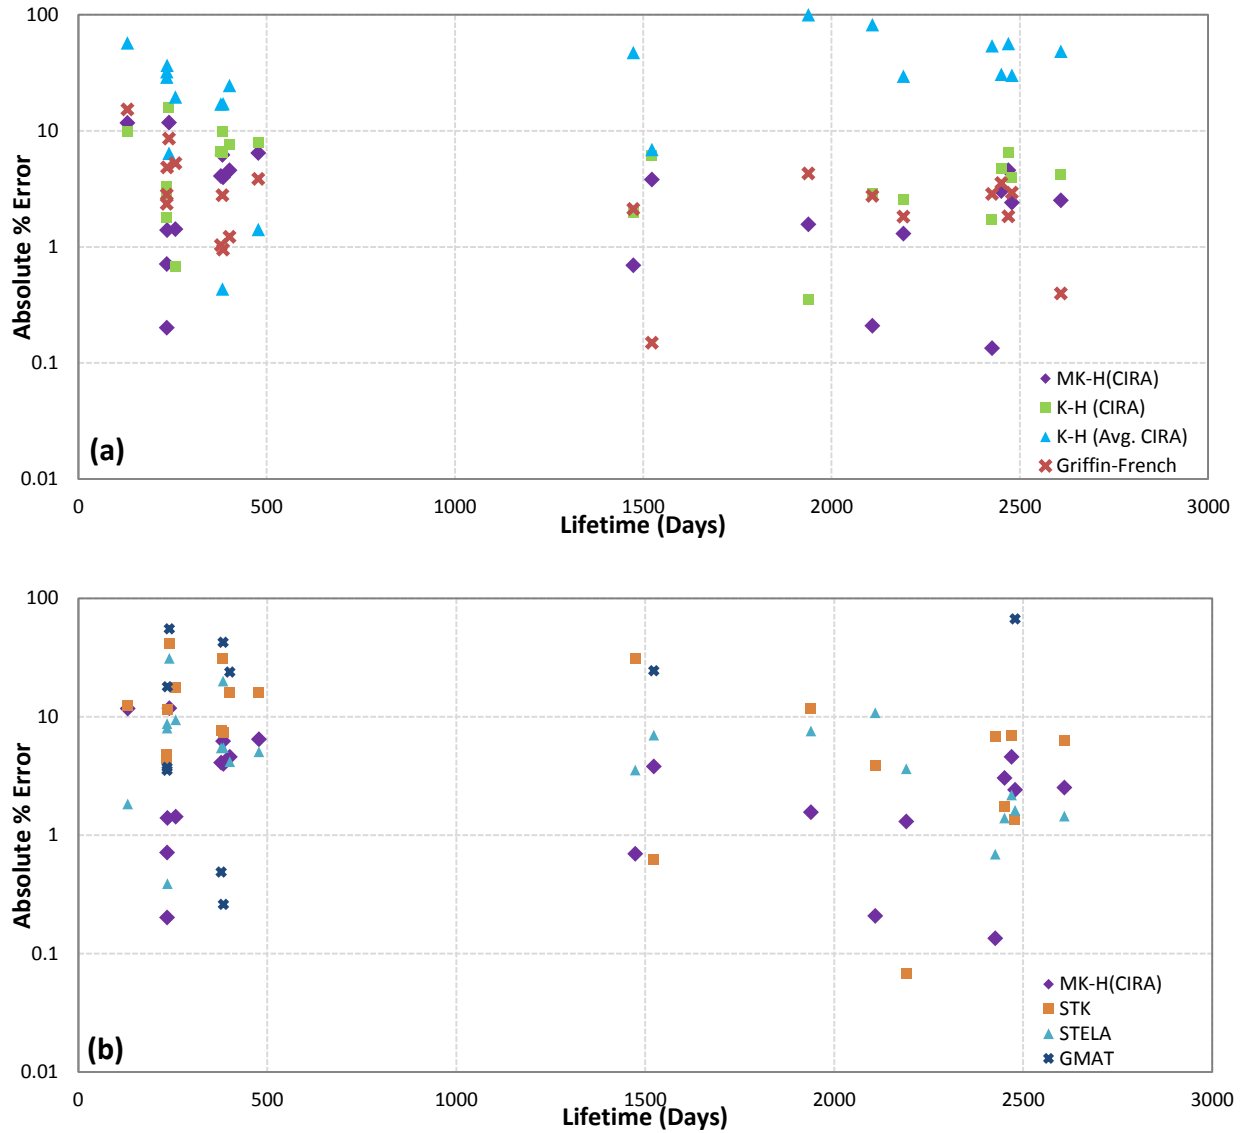 100
10
1
0.1
0.01
Absolute % Error
MK-H(CIRA)
K-H (CIRA)
K-H (Avg. CIRA)
Griffin-French
(a)
0 500 1000 1500 2000 2500 3000
Lifetime (Days)
100
10
1
0.1
0.01
Absolute % Error
MK-H(CIRA)
STK
STELA
GMAT
(b)
0 500 1000 1500 2000 2500 3000
Lifetime (Days)